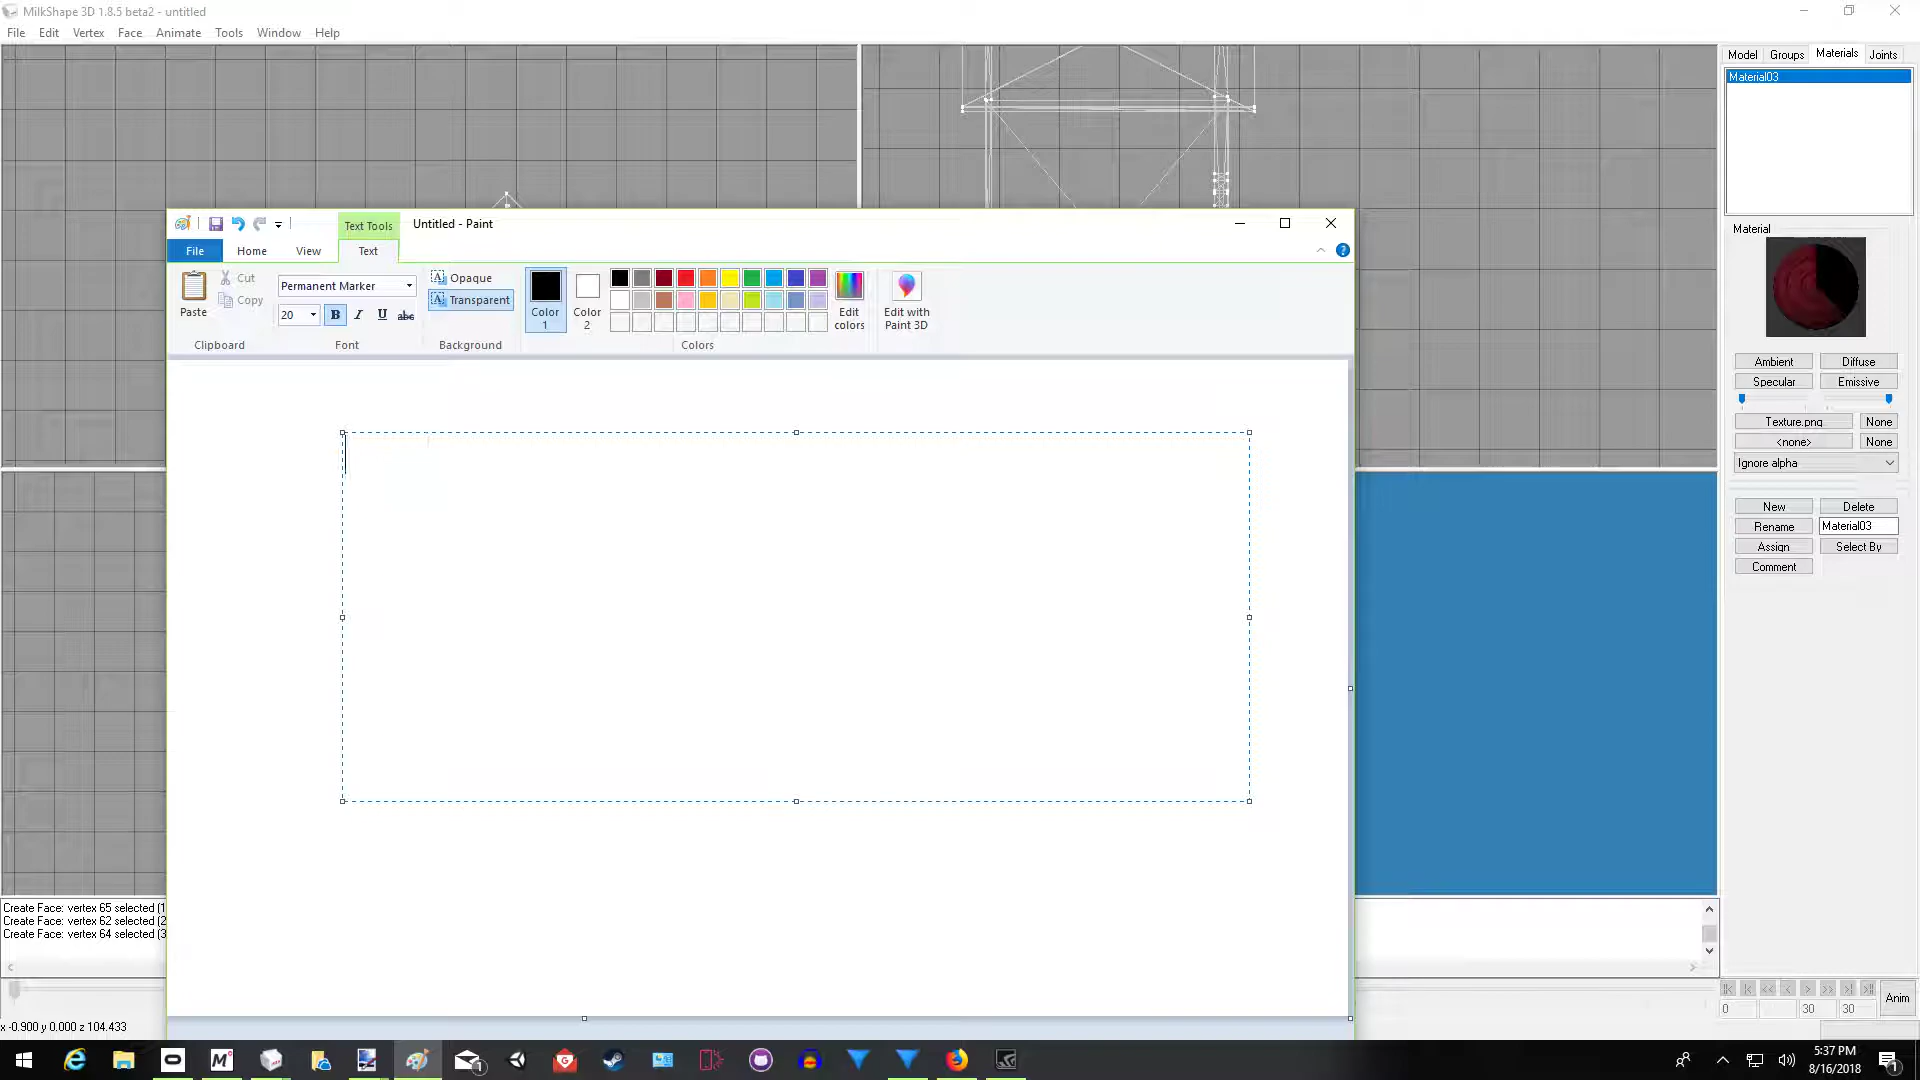 MilkShape 3D 1.8.5 beta2 - untitled
File Edit Vertex Face Animate Tools Window Help
Model Groups Materials Joints
Material03
Material
Ambient Diffuse
Specular Emissive
Texture.png None
<none> None
Ignore alpha
New Delete
Rename Material03
Assign Select By
Comment
Text Tools Untitled - Paint
File Home View Text
Paste Cut Copy
Clipboard
Permanent Marker
20 B I U abc
Font
A Opaque
A Transparent
Background
Color 1
Color 2
Edit colors
Colors
Edit with Paint 3D
Create Face: vertex 65 selected (1
Create Face: vertex 62 selected (2
Create Face: vertex 64 selected (3
0 30 30 Anim
x -0.900 y 0.000 z 104.433
5:37 PM
8/16/2018